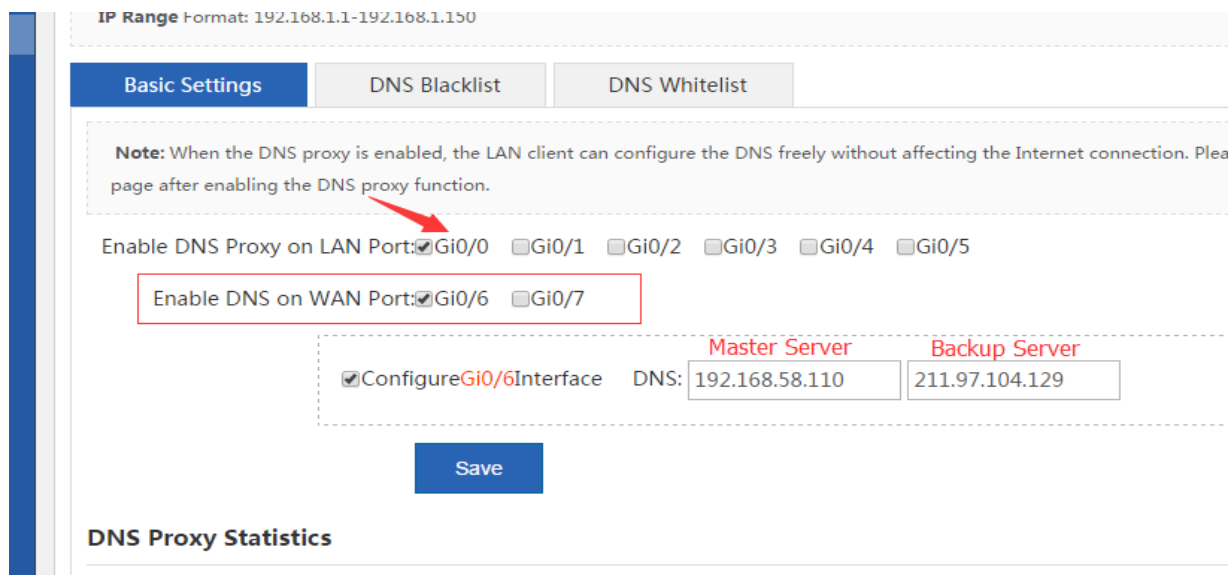 IP Range Format: 192.168.1.1-192.168.1.150
Basic Settings DNS Blacklist DNS Whitelist
Note: When the DNS proxy is enabled, the LAN client can configure the DNS freely without affecting the Internet connection.
page after enabling the DNS proxy function.
Enable DNS Proxy on LAN Port: Gi0/0 Gi0/1 Gi0/2 Gi0/3 Gi0/4 Gi0/5
Enable DNS on WAN Port: Gi0/6 Gi0/7
Master Server Backup Server
ConfigureGi0/6Interface DNS: 192.168.58.110 211.97.104.129
Save
DNS Proxy Statistics